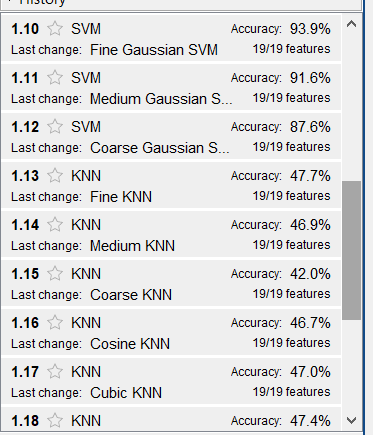 History
1.10 SVM Accuracy: 93.9%
Last change: Fine Gaussian SVM 19/19 features
1.11 SVM Accuracy: 91.6%
Last change: Medium Gaussian S... 19/19 features
1.12 SVM Accuracy: 87.6%
Last change: Coarse Gaussian S... 19/19 features
1.13 KNN Accuracy: 47.7%
Last change: Fine KNN 19/19 features
1.14 KNN Accuracy: 46.9%
Last change: Medium KNN 19/19 features
1.15 KNN Accuracy: 42.0%
Last change: Coarse KNN 19/19 features
1.16 KNN Accuracy: 46.7%
Last change: Cosine KNN 19/19 features
1.17 KNN Accuracy: 47.0%
Last change: Cubic KNN 19/19 features
1.18 KNN Accuracy: 47.4%